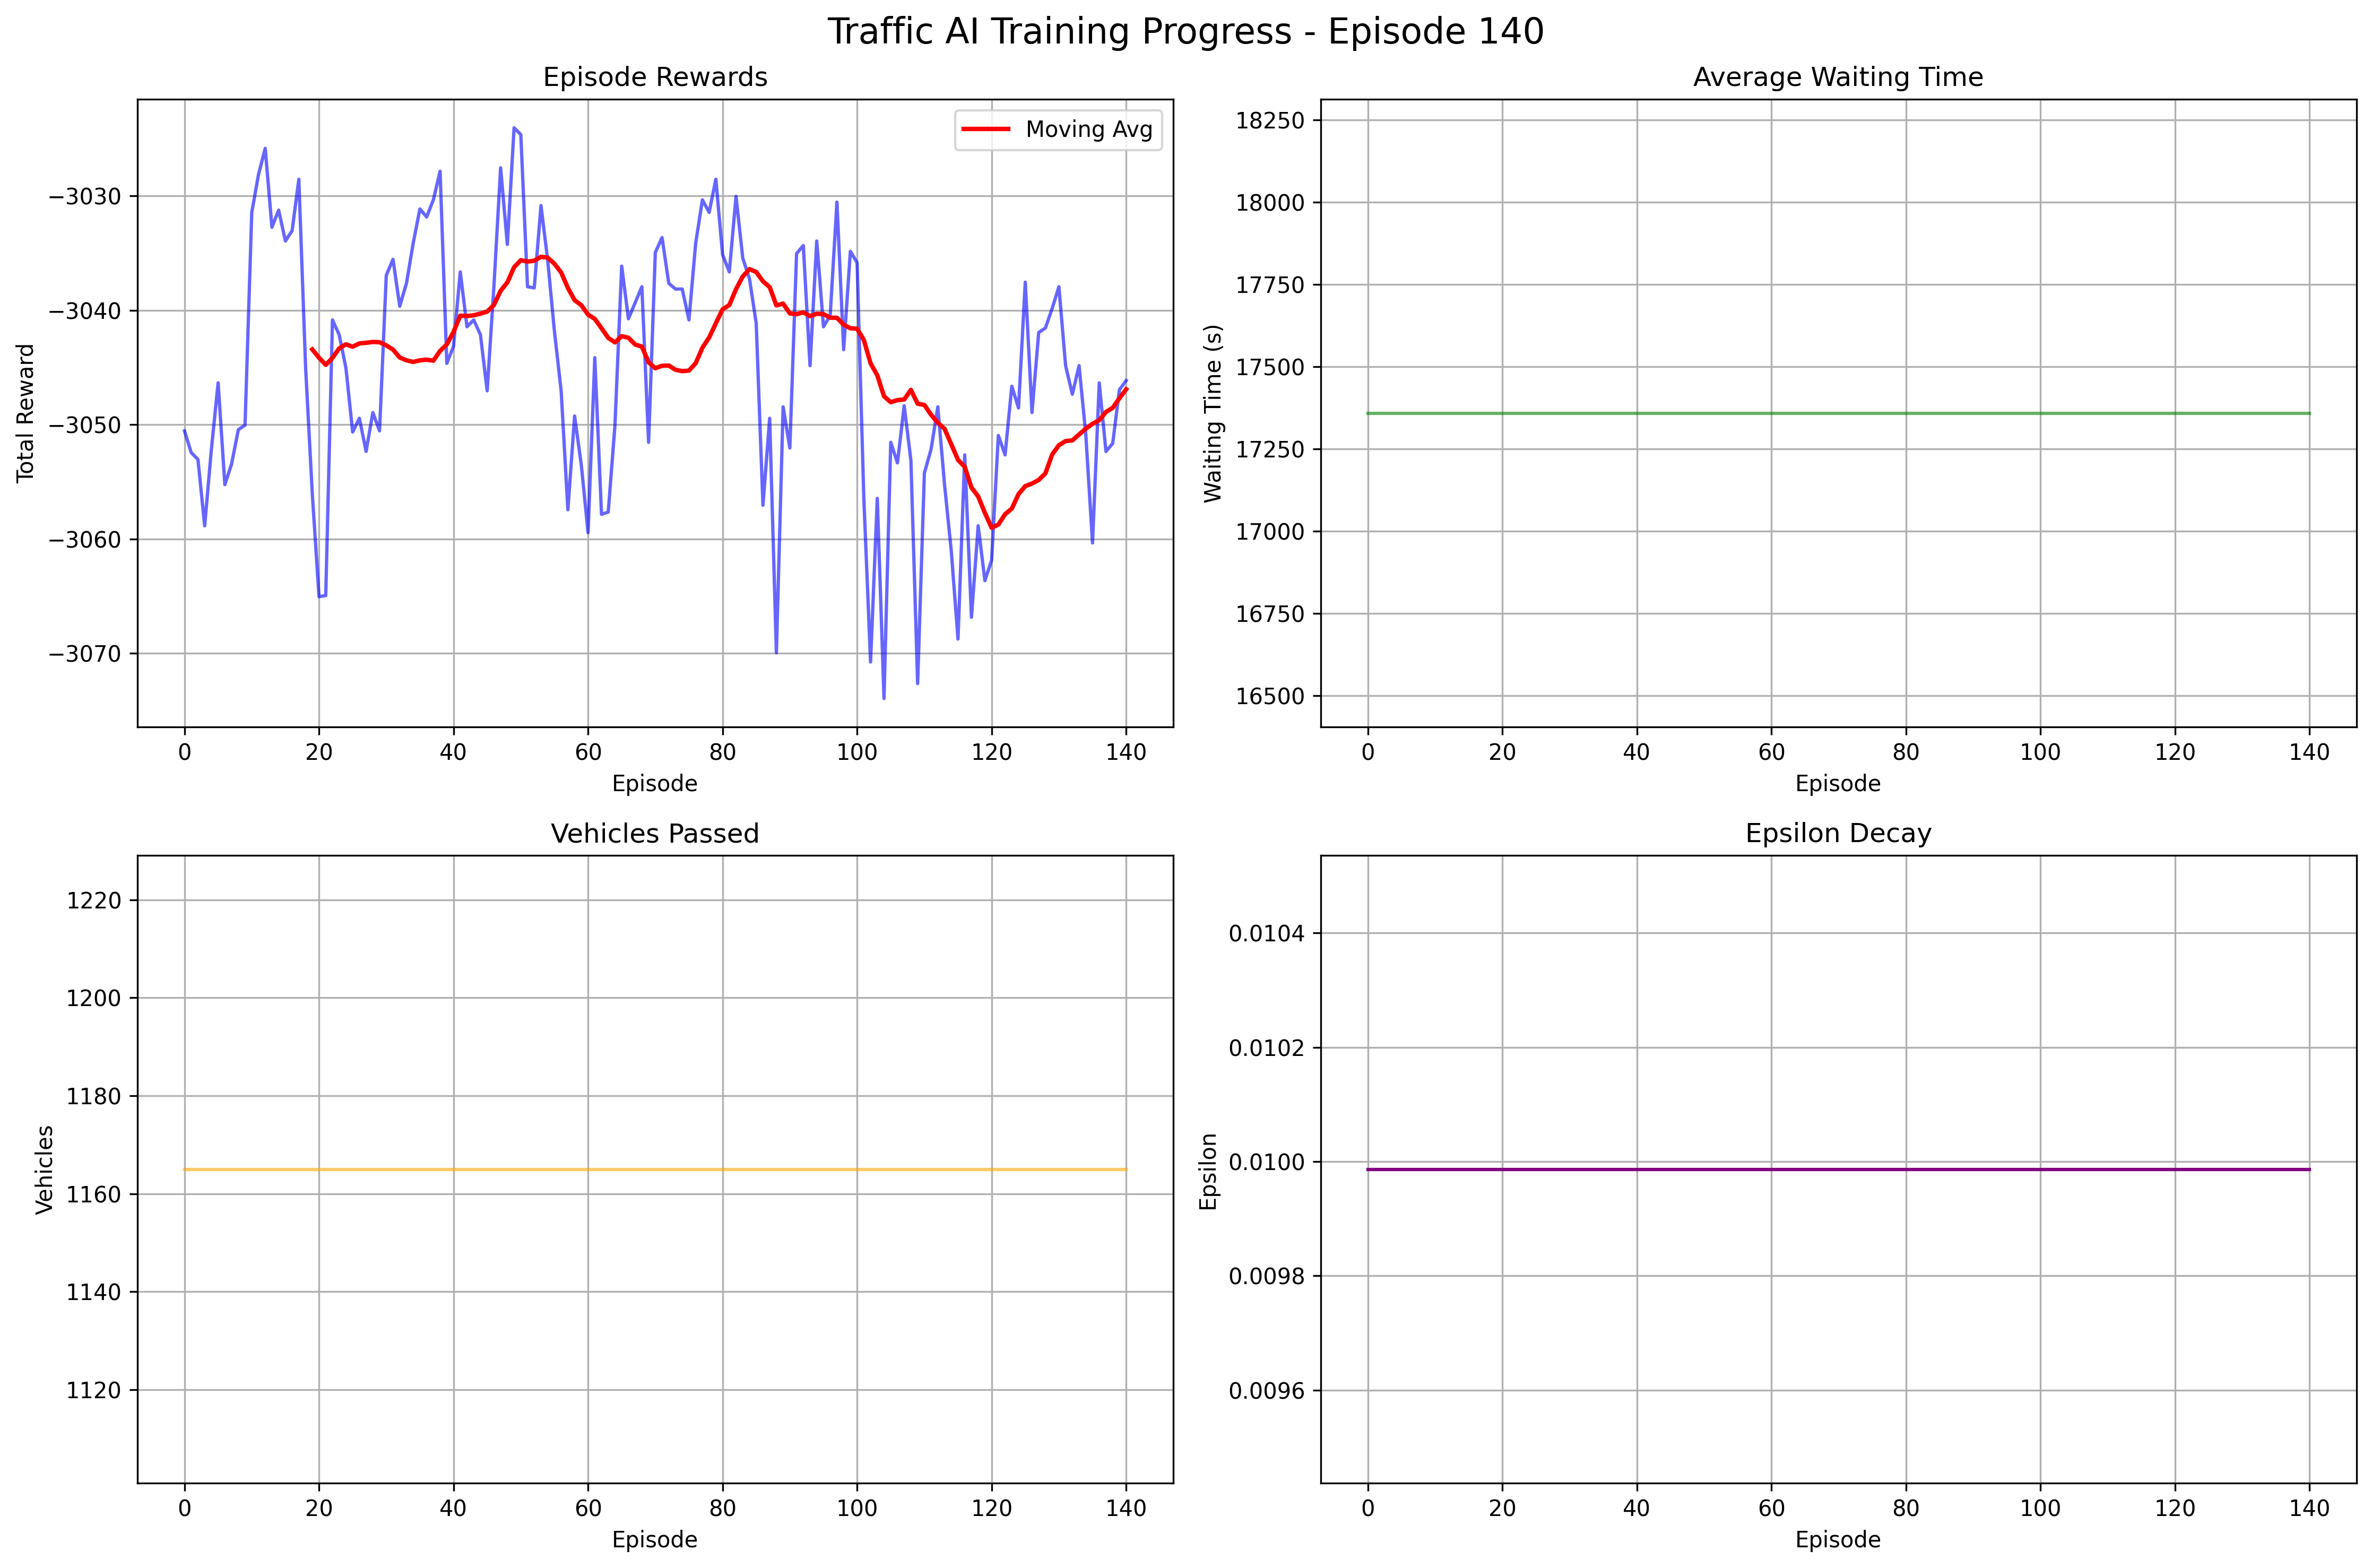 Traffic AI Training Progress - Episode 140
Episode Rewards
Moving Avg
−3030
−3040
−3050
−3060
−3070
Total Reward
0 20 40 60 80 100 120 140
Episode
Average Waiting Time
18250
18000
17750
17500
17250
17000
16750
16500
Waiting Time (s)
0 20 40 60 80 100 120 140
Episode
Vehicles Passed
1220
1200
1180
1160
1140
1120
Vehicles
0 20 40 60 80 100 120 140
Episode
Epsilon Decay
0.0104
0.0102
0.0100
0.0098
0.0096
Epsilon
0 20 40 60 80 100 120 140
Episode